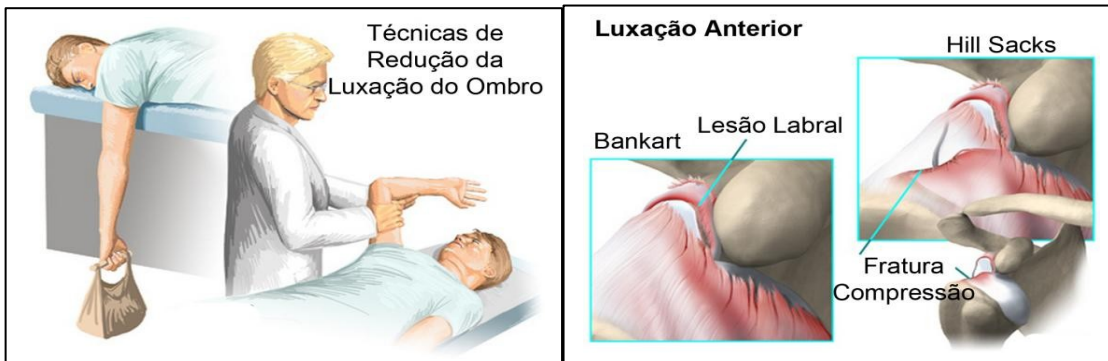 Técnicas de
Redução da
Luxação do Ombro
Luxação Anterior
Hill Sacks
Lesão Labral
Bankart
Fratura
Compressão